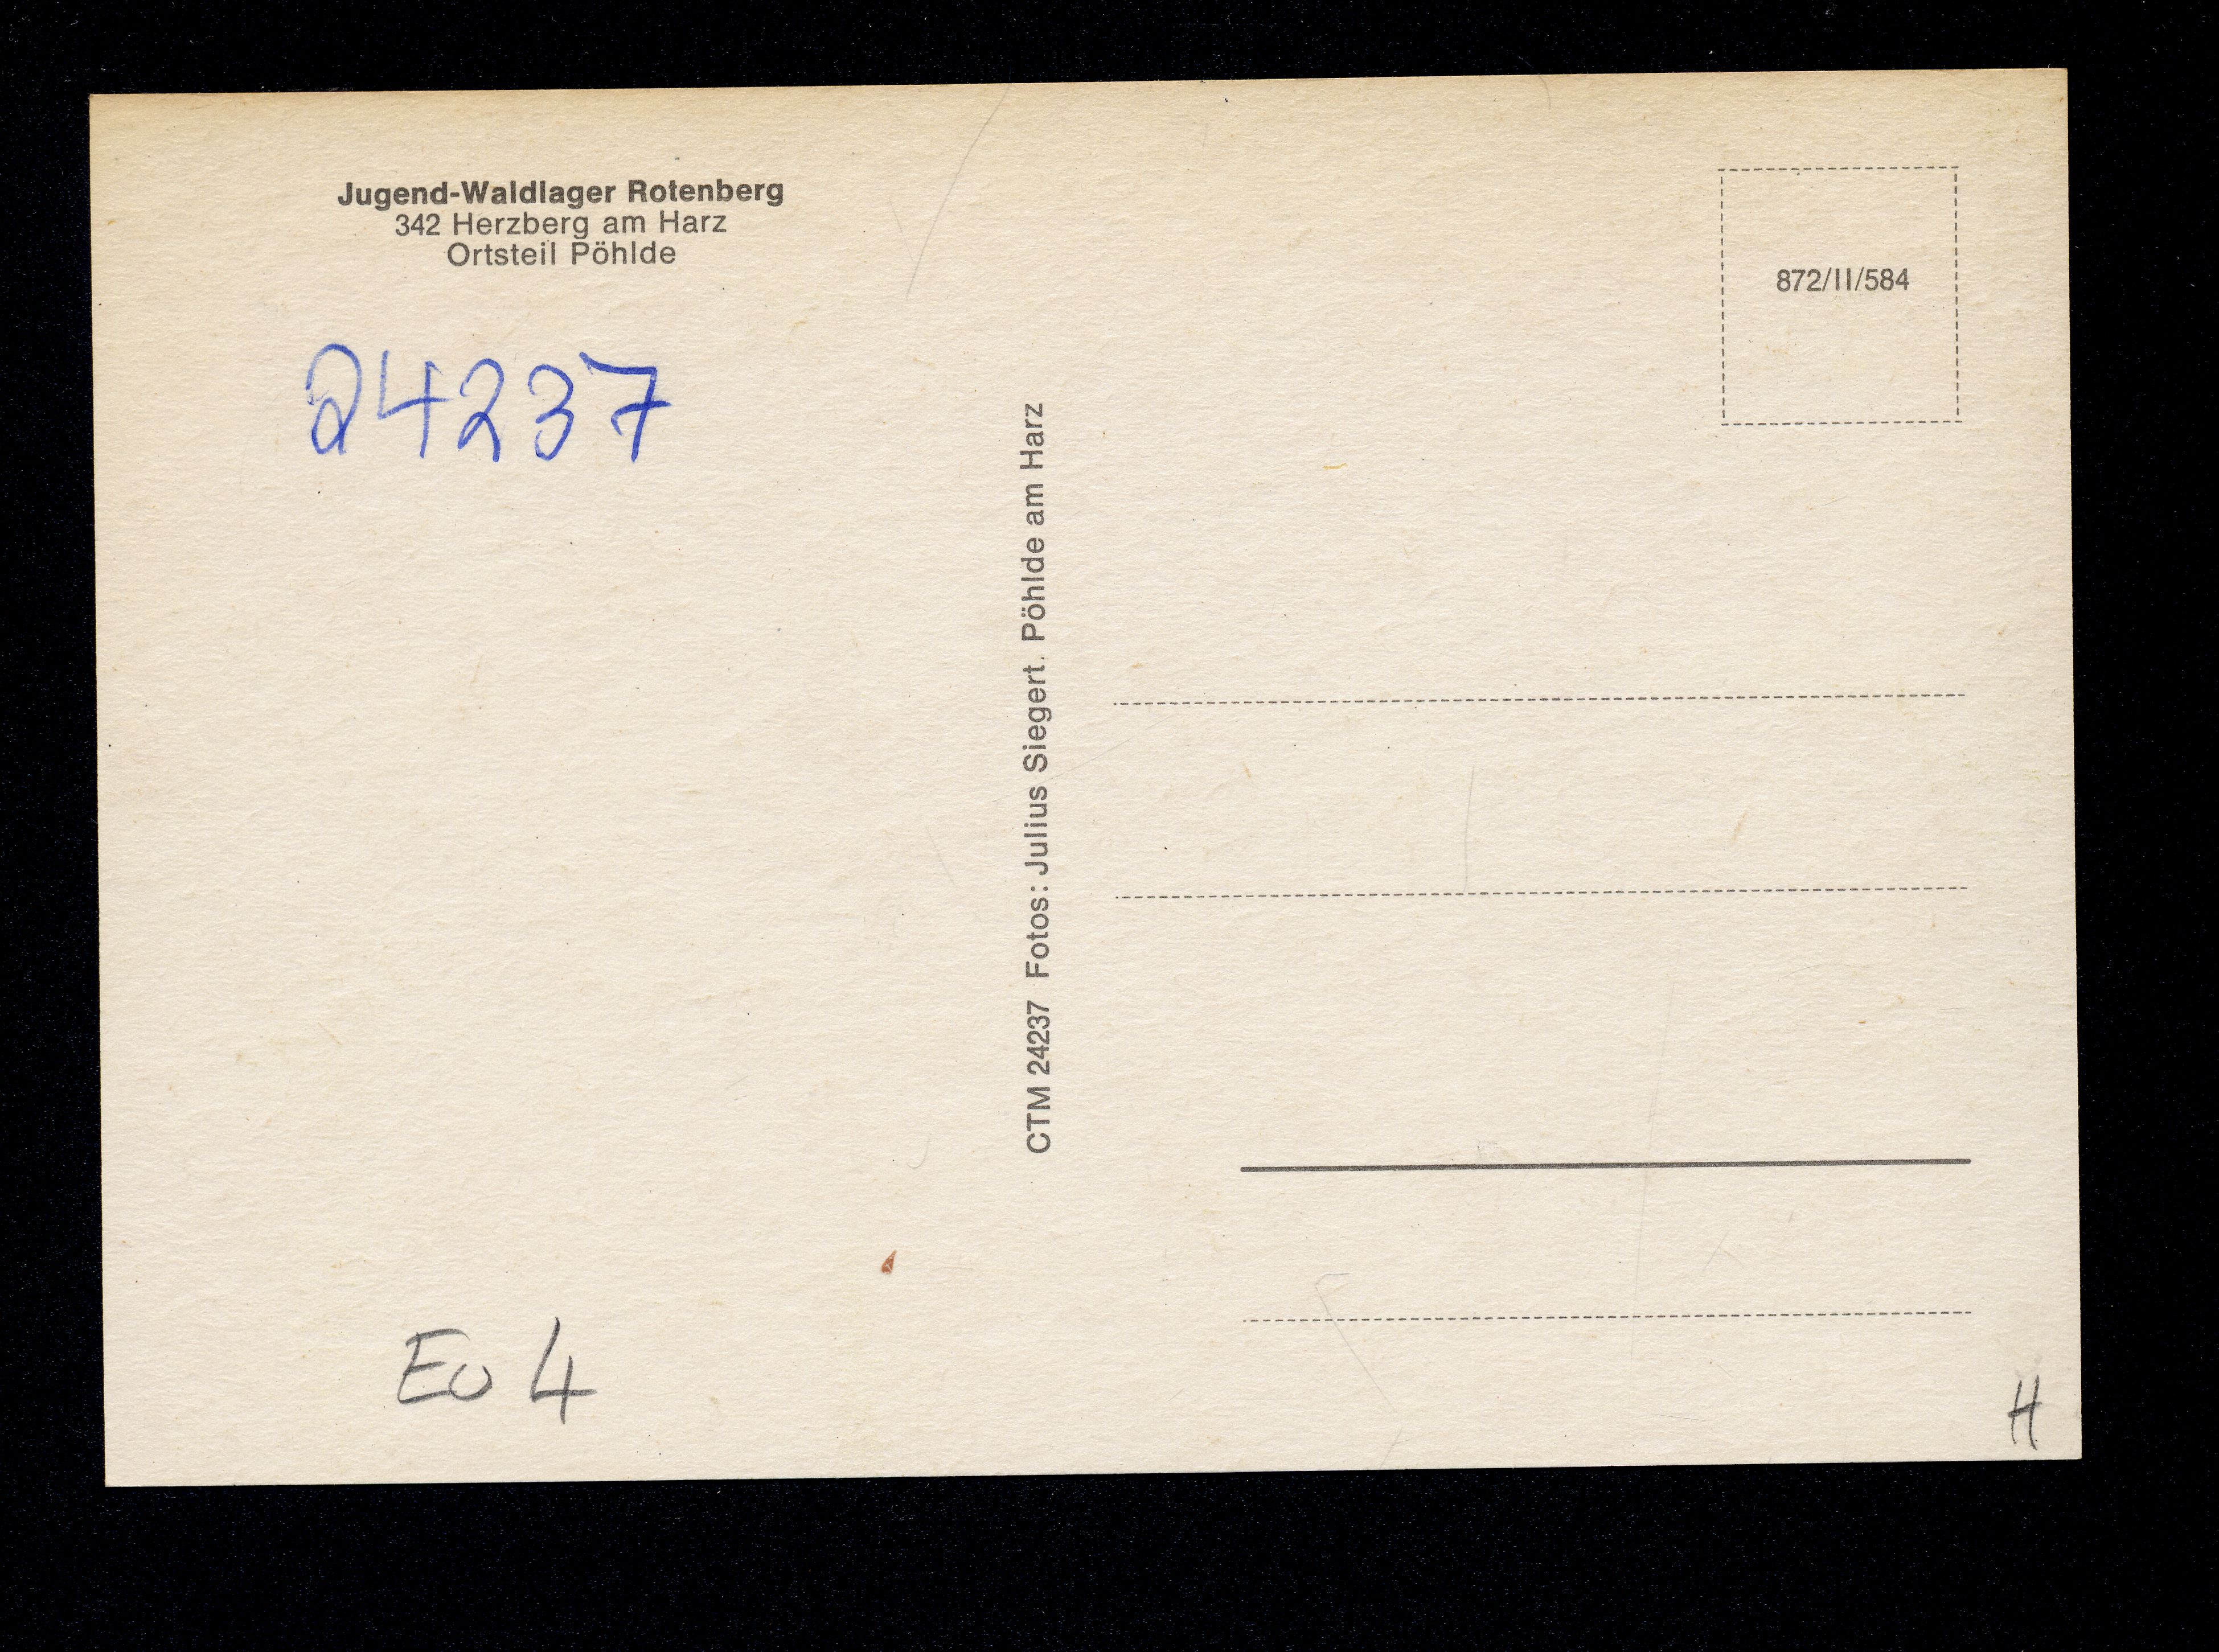 Jugend-Waldlager Rotenberg
342 Herzberg am Harz
Ortsteil Pöhlde
24237
872/II/584
CTM 24237 Fotos: Julius Siegert. Pöhlde am Harz
Eu 4
H